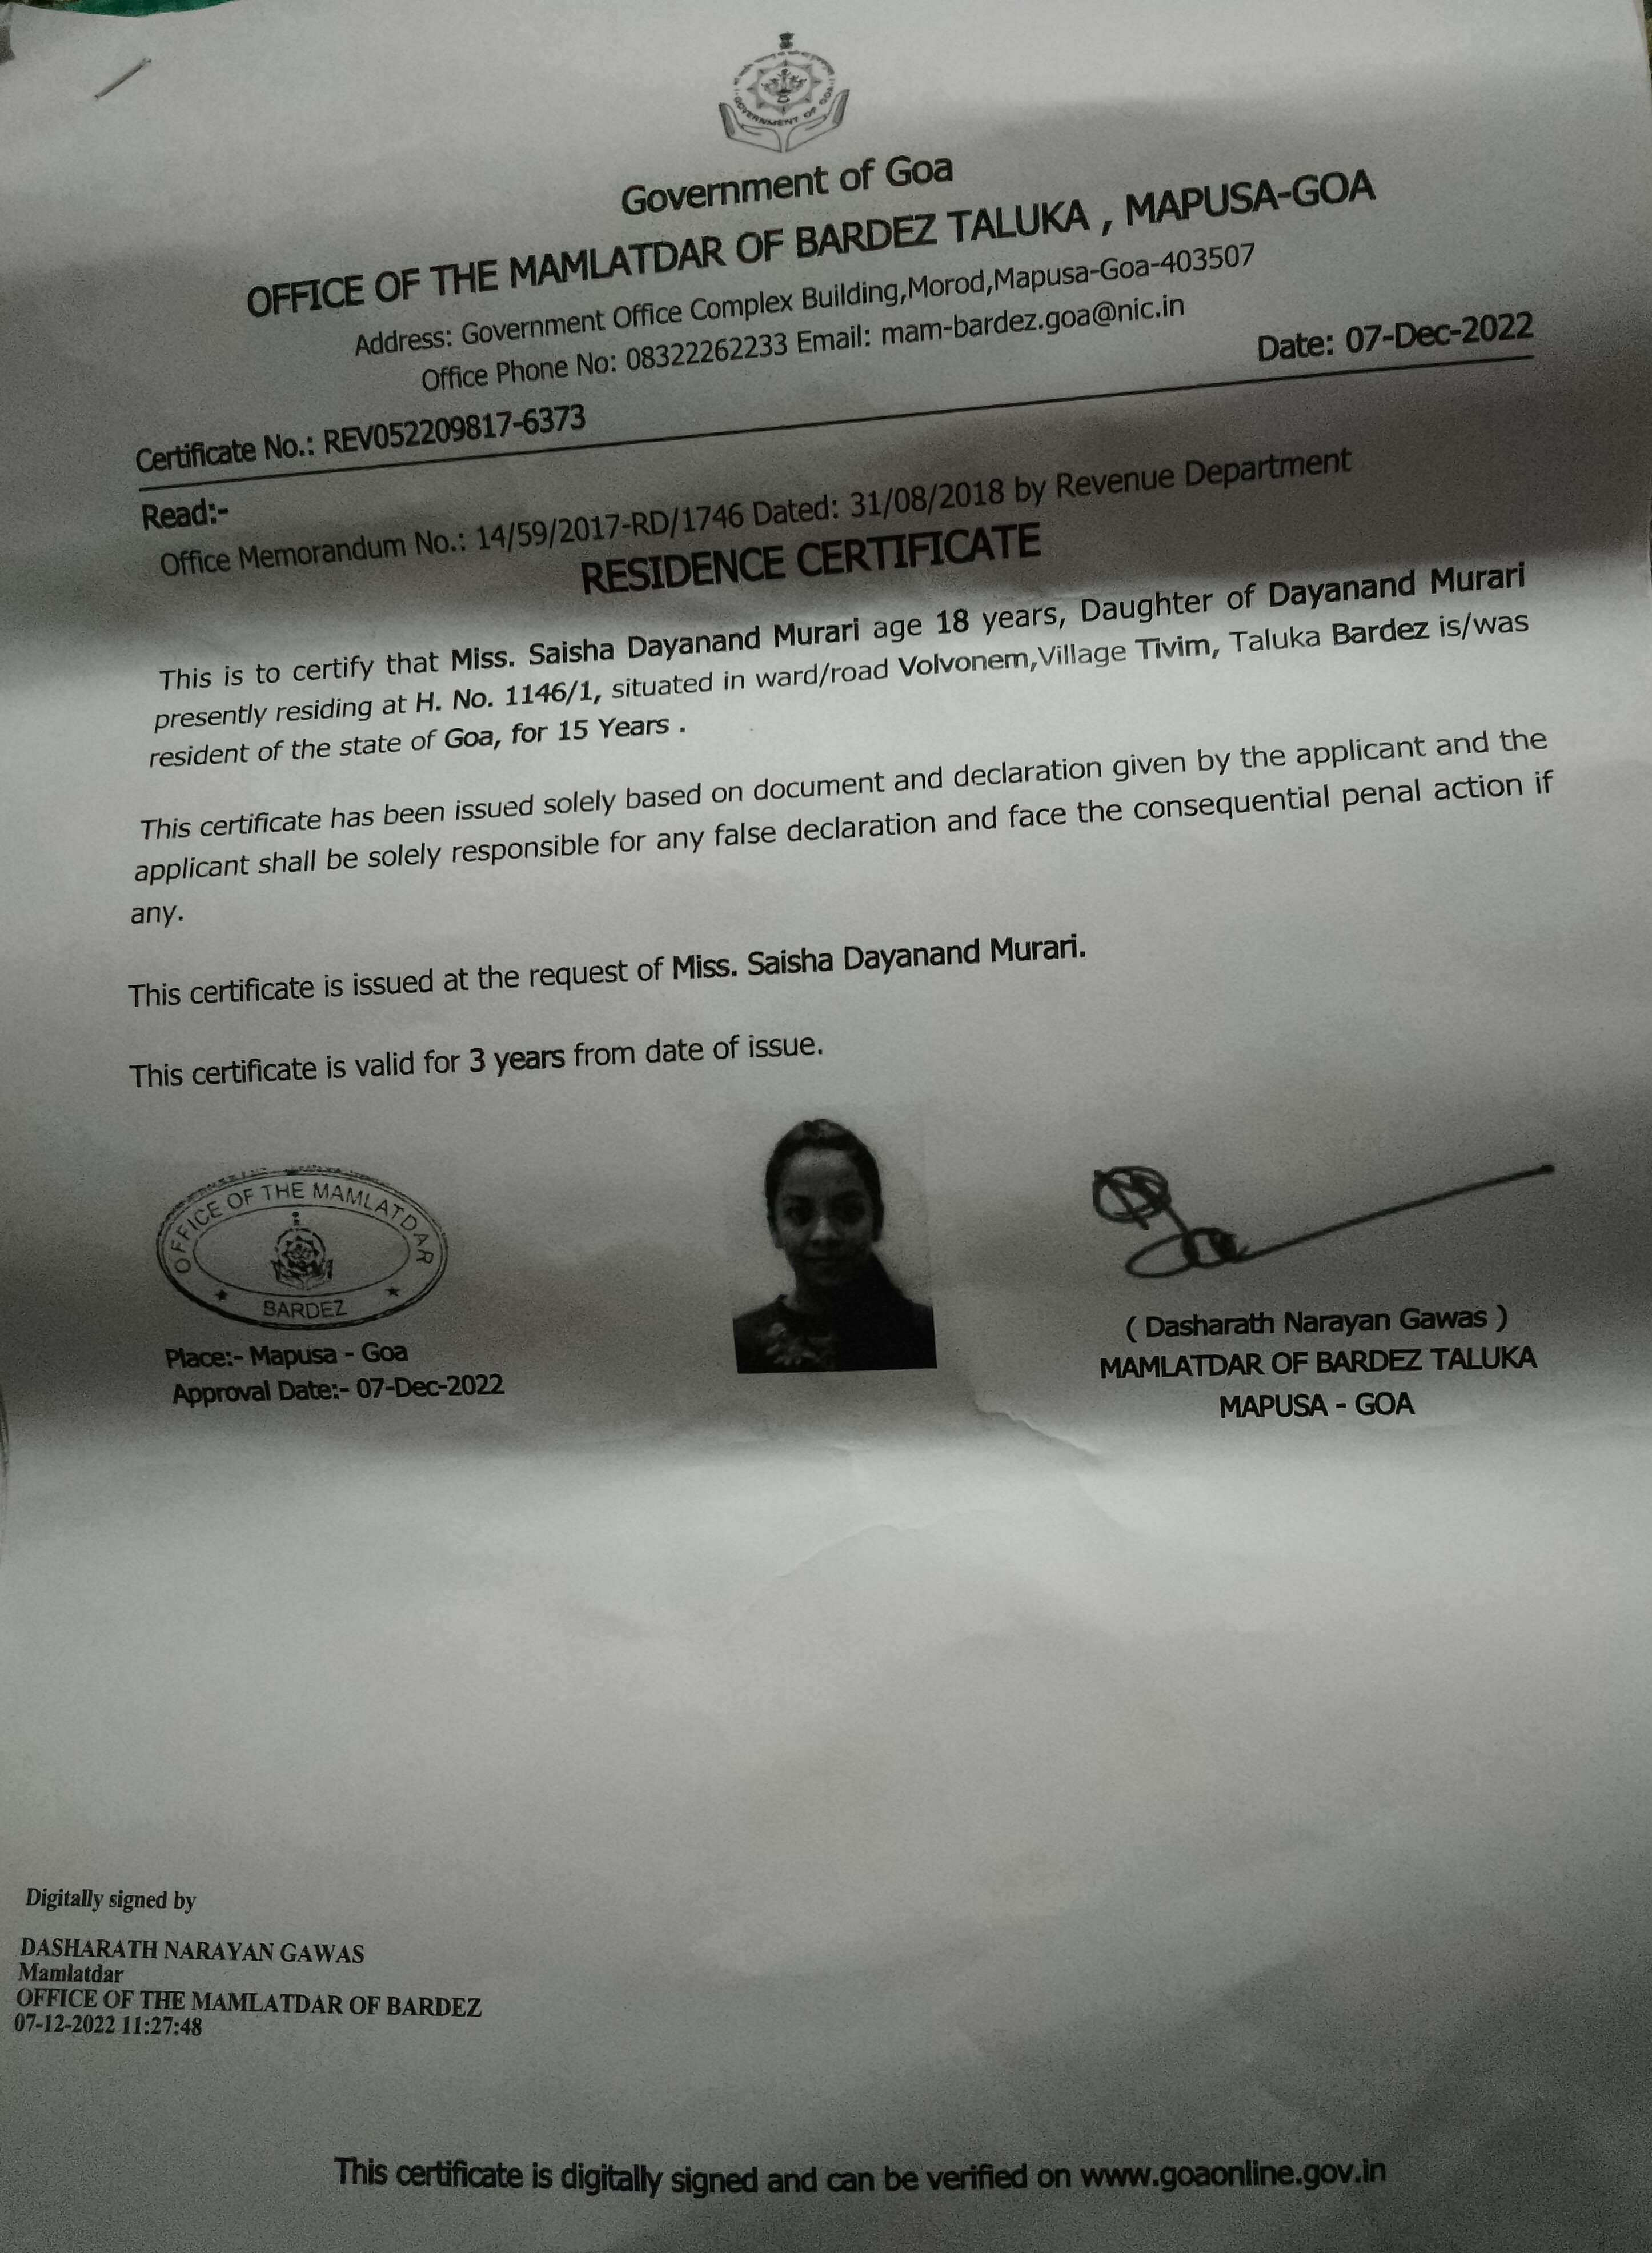 GOVERNMENT OF GOA
Government of Goa
OFFICE OF THE MAMLATDAR OF BARDEZ TALUKA , MAPUSA-GOA
Address: Government Office Complex Building,Morod,Mapusa-Goa-403507
Office Phone No: 08322262233 Email: mam-bardez.goa@nic.in
Date: 07-Dec-2022
Certificate No.: REV052209817-6373
Read:-
Office Memorandum No.: 14/59/2017-RD/1746 Dated: 31/08/2018 by Revenue Department
RESIDENCE CERTIFICATE
This is to certify that Miss. Saisha Dayanand Murari age 18 years, Daughter of Dayanand Murari
presently residing at H. No. 1146/1, situated in ward/road Volvonem,Village Tivim, Taluka Bardez is/was
resident of the state of Goa, for 15 Years .
This certificate has been issued solely based on document and declaration given by the applicant and the
applicant shall be solely responsible for any false declaration and face the consequential penal action if
any.
This certificate is issued at the request of Miss. Saisha Dayanand Murari.
This certificate is valid for 3 years from date of issue.
OFFICE OF THE MAMLATDAR
BARDEZ
Place:- Mapusa - Goa
Approval Date:- 07-Dec-2022
( Dasharath Narayan Gawas )
MAMLATDAR OF BARDEZ TALUKA
MAPUSA - GOA
Digitally signed by
DASHARATH NARAYAN GAWAS
Mamlatdar
OFFICE OF THE MAMLATDAR OF BARDEZ
07-12-2022 11:27:48
This certificate is digitally signed and can be verified on www.goaonline.gov.in